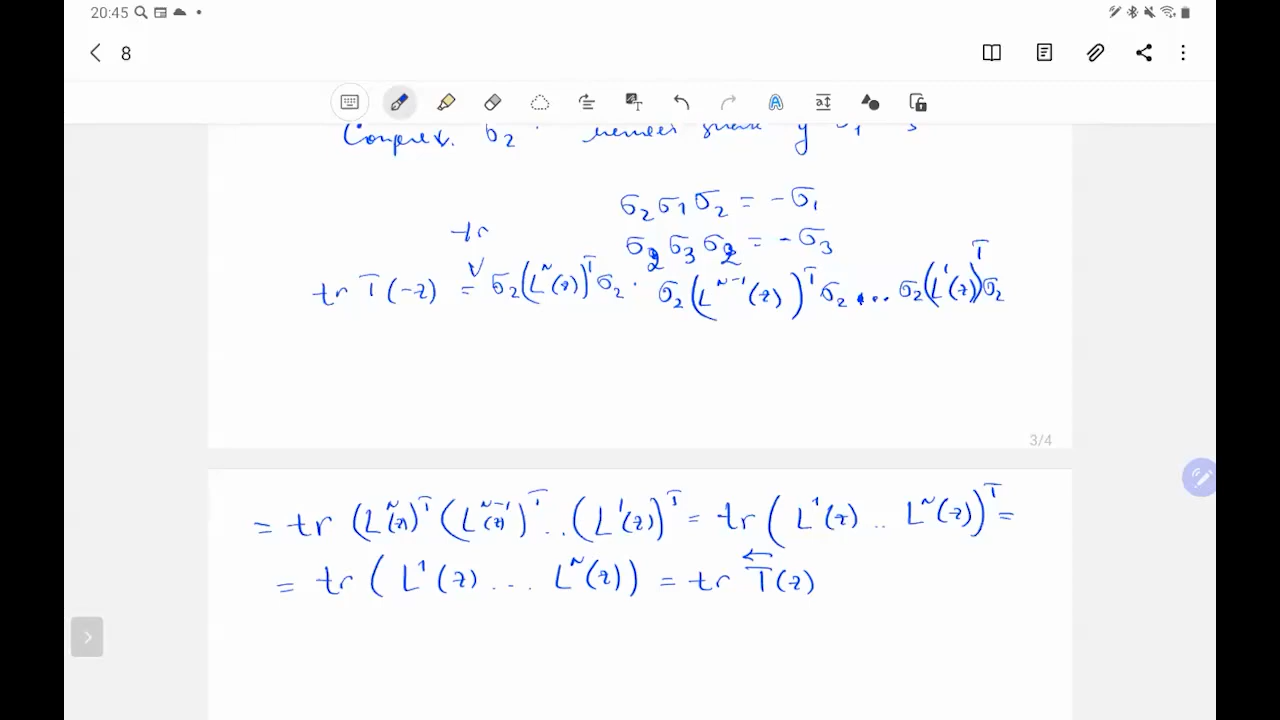 20:45
8
σ₂σ₁σ₂ = -σ₁
tr
σ₂σ₃σ₂ = -σ₃
tr T(-z) = σ₂(Lᴺ(z))ᵀσ₂ · σ₂(Lᴺ⁻¹(z))ᵀσ₂ ... σ₂(L¹(z))ᵀσ₂
3/4
= tr (Lᴺ(z))ᵀ (Lᴺ⁻¹(z))ᵀ .. (L¹(z))ᵀ = tr ( L¹(z) .. Lᴺ(z))ᵀ =
= tr ( L¹(z) ... Lᴺ(z)) = tr T⃖(z)